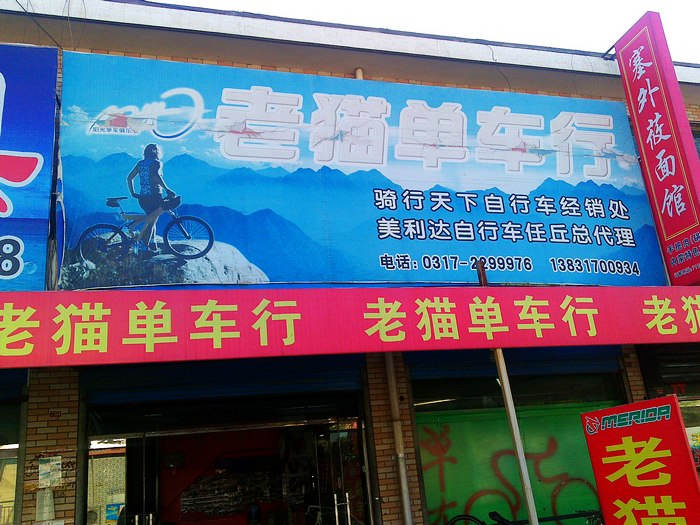 老猫单车行
骑行天下自行车经销处
美利达自行车任丘总代理
电话:0317-2299976 13831700934
塞外莜面馆
8
老猫单车行 老猫单车行 老猫
MERIDA
老猫